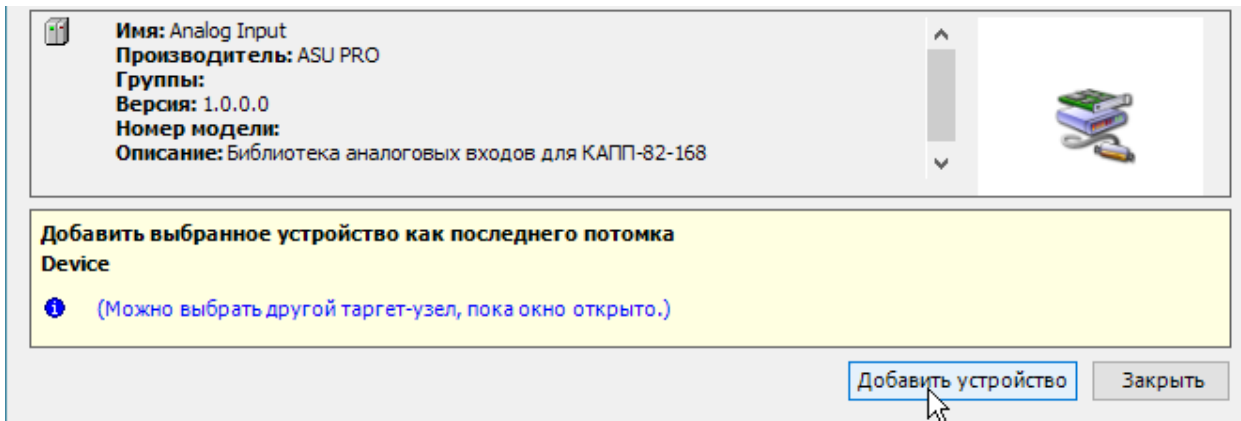 Имя: Analog Input
Производитель: ASU PRO
Группы:
Версия: 1.0.0.0
Номер модели:
Описание: Библиотека аналоговых входов для КАПП-82-168
Добавить выбранное устройство как последнего потомка
Device
(Можно выбрать другой таргет-узел, пока окно открыто.)
Добавить устройство
Закрыть